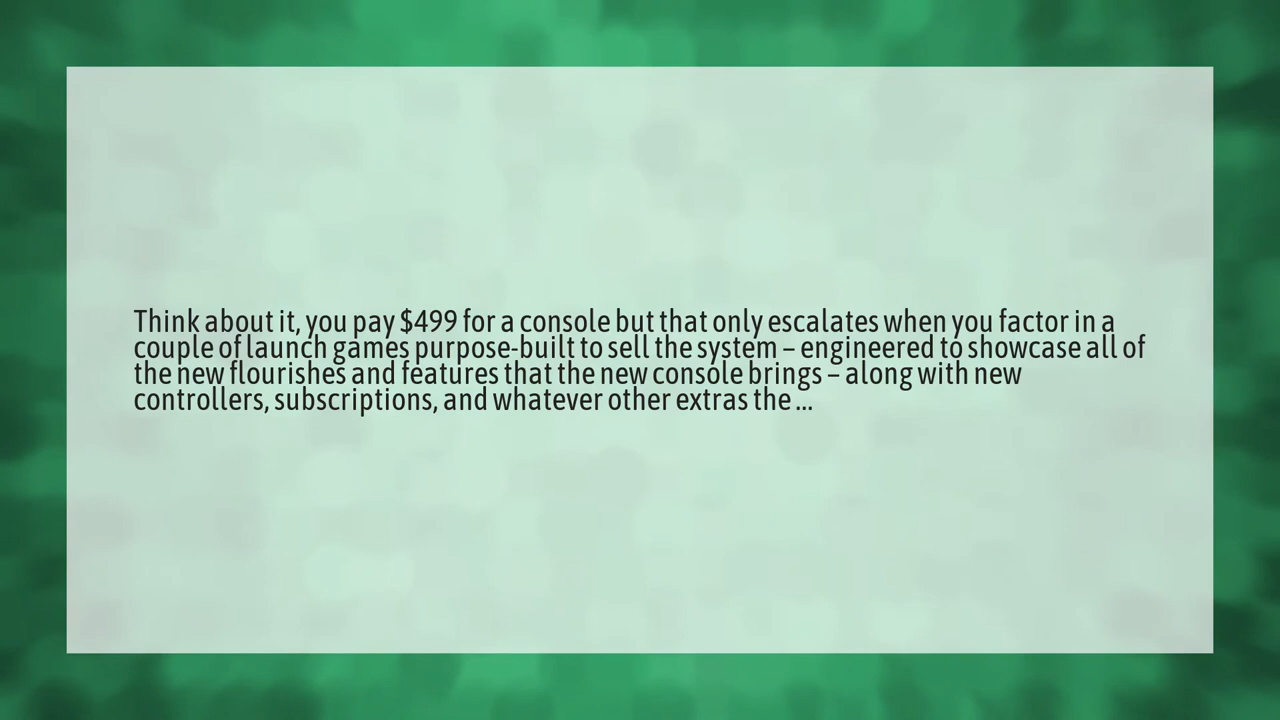 Think about it, you pay $499 for a console but that only escalates when you factor in a
couple of launch games purpose-built to sell the system – engineered to showcase all of
the new flourishes and features that the new console brings – along with new
controllers, subscriptions, and whatever other extras the ...